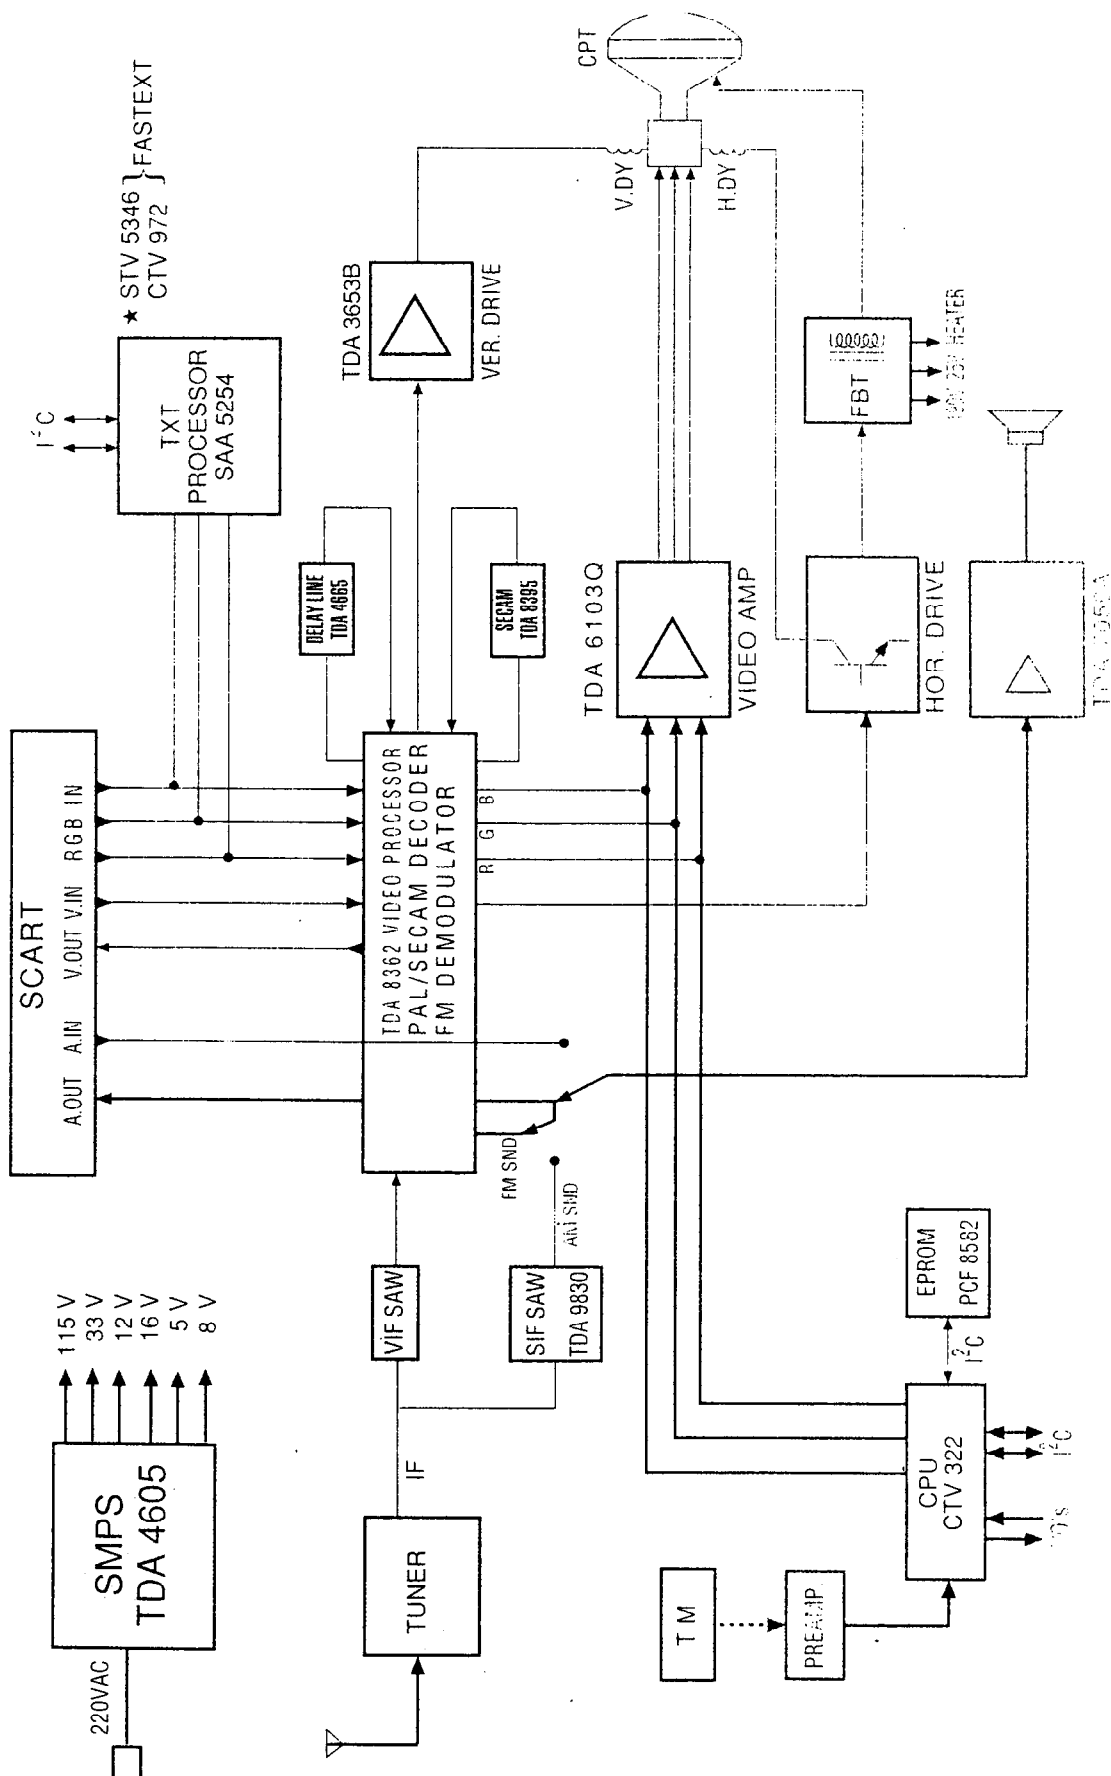 SCART
A.OUT
A.IN
V.OUT
V.IN
RGB IN
I²C
TXT
PROCESSOR
SAA 5254
★ STV 5346
CTV 972
}FASTEXT
SMPS
TDA 4605
220VAC
115 V
33 V
12 V
16 V
5 V
8 V
TUNER
IF
VIF SAW
SIF SAW
TDA 9830
AM SND
FM SND
TDA 8362 VIDEO PROCESSOR
PAL/SECAM DECODER
FM DEMODULATOR
DELAY LINE
TDA 4665
SECAM
TDA 8395
R
G
B
TDA 3653B
VER. DRIVE
TDA 6103Q
VIDEO AMP
V.DY
H.DY
CPT
HOR. DRIVE
FBT
HEATER
T M
PREAMP.
CPU
CTV 322
I²C
I²C
EPROM
PCF 8582
TDA